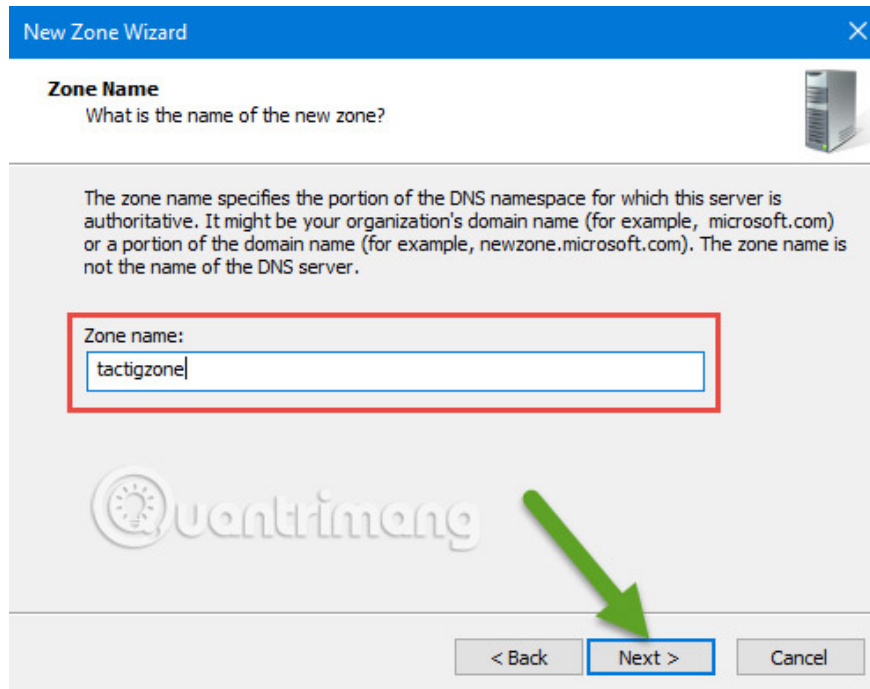 New Zone Wizard
Zone Name
What is the name of the new zone?
The zone name specifies the portion of the DNS namespace for which this server is
authoritative. It might be your organization's domain name (for example, microsoft.com)
or a portion of the domain name (for example, newzone.microsoft.com). The zone name is
not the name of the DNS server.
Zone name:
tactigzone
Quantrimang
< Back Next > Cancel